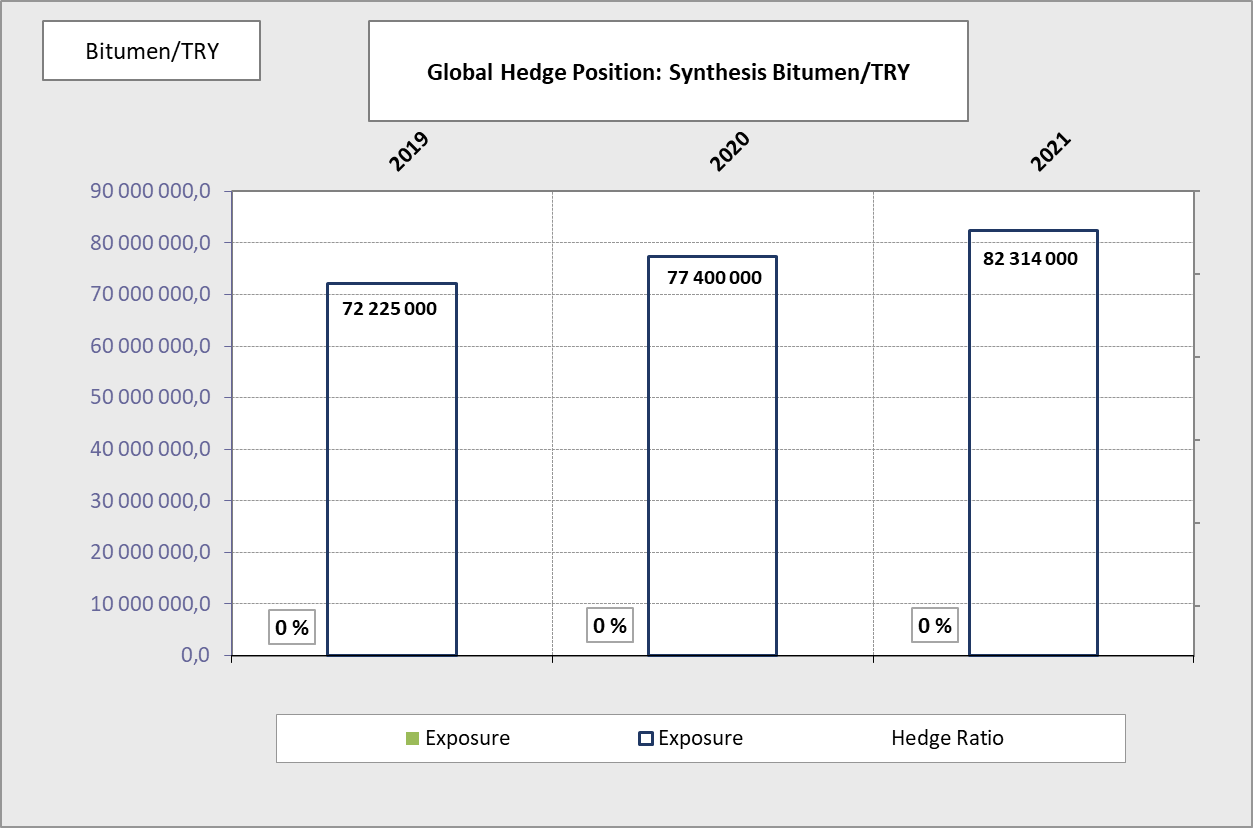 Bitumen/TRY
Global Hedge Position: Synthesis Bitumen/TRY
2019
2020
2021
90 000 000,0
80 000 000,0
70 000 000,0
60 000 000,0
50 000 000,0
40 000 000,0
30 000 000,0
20 000 000,0
10 000 000,0
0,0
72 225 000
77 400 000
82 314 000
0 %
0 %
0 %
Exposure
Exposure
Hedge Ratio